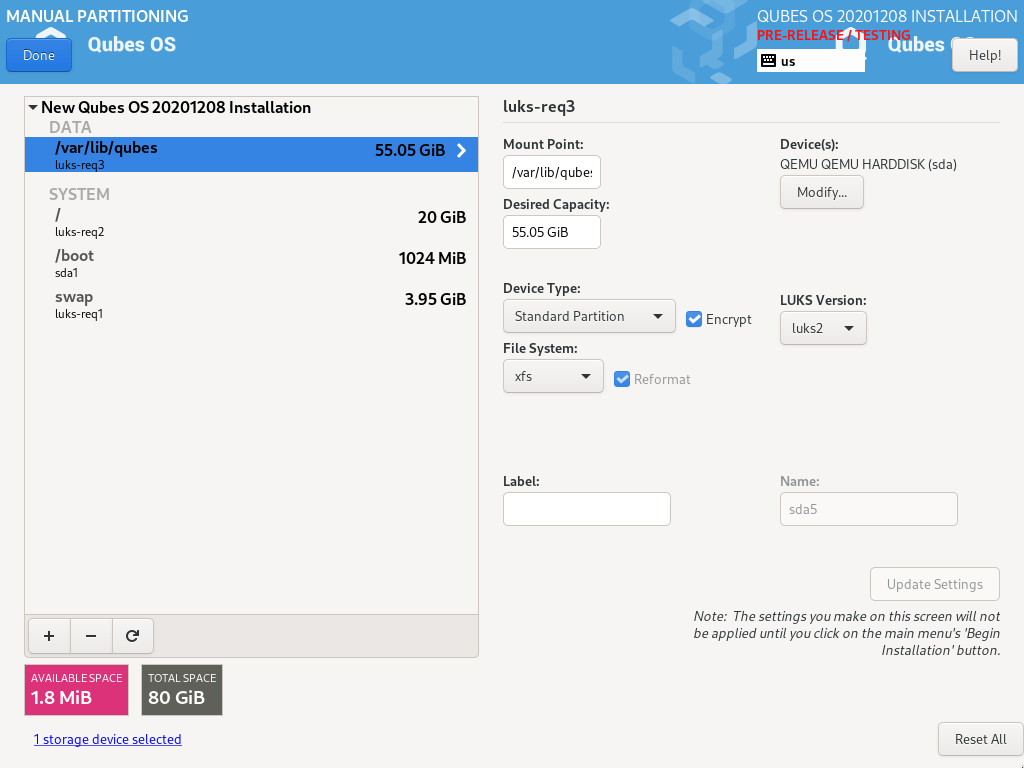 MANUAL PARTITIONING
QUBES OS 20201208 INSTALLATION
PRE-RELEASE / TESTING
Qubes OS
Qubes
Done
us
Help!
New Qubes OS 20201208 Installation
DATA
/var/lib/qubes 55.05 GiB
luks-req3
SYSTEM
/ 20 GiB
luks-req2
/boot 1024 MiB
sda1
swap 3.95 GiB
luks-req1
+ − 
AVAILABLE SPACE
1.8 MiB
TOTAL SPACE
80 GiB
1 storage device selected
luks-req3
Mount Point:
/var/lib/qube
Desired Capacity:
55.05 GiB
Device(s):
QEMU QEMU HARDDISK (sda)
Modify...
Device Type:
Standard Partition
Encrypt
LUKS Version:
luks2
File System:
xfs
Reformat
Label:
Name:
sda5
Update Settings
Note: The settings you make on this screen will not
be applied until you click on the main menu's 'Begin
Installation' button.
Reset All